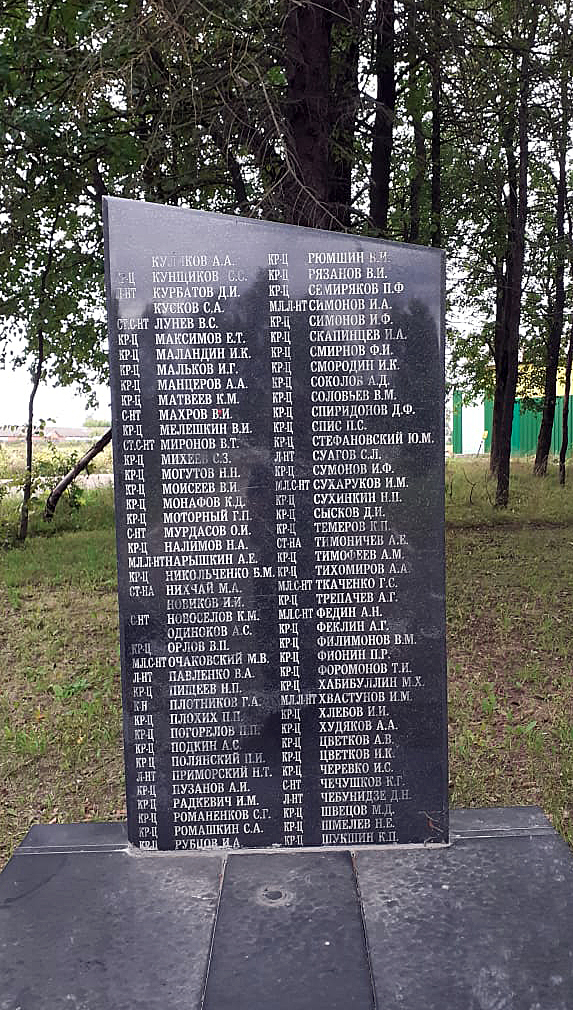 КУЛИКОВ А.А.
КР-Ц КУНЩИКОВ С.С.
Л-НТ КУРБАТОВ Д.И.
КУСКОВ С.А.
СТ.С-НТ ЛУНЕВ В.С.
КР-Ц МАКСИМОВ Е.Т.
КР-Ц МАЛАНДИН И.К.
КР-Ц МАЛЬКОВ И.Г.
КР-Ц МАНЦЕРОВ А.А.
КР-Ц МАТВЕЕВ К.М.
С-НТ МАХРОВ В.И.
КР-Ц МЕЛЕШКИН В.И.
СТ.С-НТ МИРОНОВ В.Т.
КР-Ц МИХЕЕВ С.З.
КР-Ц МОГУТОВ Н.Н.
КР-Ц МОИСЕЕВ В.И.
КР-Ц МОНАФОВ К.Д.
КР-Ц МОТОРНЫЙ Г.П.
С-НТ МУРДАСОВ О.И.
КР-Ц НАЛИМОВ Н.А.
МЛ.Л-НТ НАРЫШКИН А.Е.
КР-Ц НИКОЛЬЧЕНКО Б.М.
СТ-НА НИХЧАЙ М.А.
НОВИКОВ И.И.
С-НТ НОВОСЕЛОВ К.М.
ОДИНОКОВ А.С.
КР-Ц ОРЛОВ В.П.
МЛ.С-НТ ОЧАКОВСКИЙ М.В.
Л-НТ ПАВЛЕНКО В.А.
КР-Ц ПИЩЕЕВ И.П.
К-Н ПЛОТНИКОВ Г.А.
КР-Ц ПЛОХИХ П.П.
КР-Ц ПОГОРЕЛОВ П.П.
КР-Ц ПОДКИН А.С.
КР-Ц ПОЛЯНСКИЙ П.И.
Л-НТ ПРИМОРСКИЙ Н.Т.
КР-Ц ПУЗАНОВ А.И.
КР-Ц РАДКЕВИЧ И.М.
КР-Ц РОМАНЕНКОВ С.Г.
КР-Ц РОМАШКИН С.А.
КР-Ц РУБЦОВ И.А.
КР-Ц РЮМШИН В.И.
КР-Ц РЯЗАНОВ В.И.
КР-Ц СЕМИРЯКОВ П.Ф
МЛ.Л-НТ СИМОНОВ И.А.
КР-Ц СИМОНОВ И.Ф.
КР-Ц СКАПИНЦЕВ И.А.
КР-Ц СМИРНОВ Ф.И.
КР-Ц СМОРОДИН И.К.
КР-Ц СОКОЛОВ А.Д.
КР-Ц СОЛОВЬЕВ В.М.
КР-Ц СПИРИДОНОВ Д.Ф.
КР-Ц СПИС П.С.
КР-Ц СТЕФАНОВСКИЙ Ю.М.
Л-НТ СУАГОВ С.Л.
КР-Ц СУМОНОВ И.Ф.
МЛ.С-НТ СУХАРУКОВ И.М.
КР-Ц СУХИНКИН Н.П.
КР-Ц СЫСКОВ Д.И.
КР-Ц ТЕМЕРОВ К.П.
СТ-НА ТИМОНИЧЕВ А.Е.
КР-Ц ТИМОФЕЕВ А.М.
КР-Ц ТИХОМИРОВ А.А.
МЛ.С-НТ ТКАЧЕНКО Г.С.
КР-Ц ТРЕПАЧЕВ А.Г.
МЛ.С-НТ ФЕДИН А.Н.
КР-Ц ФЕКЛИН А.Г.
КР-Ц ФИЛИМОНОВ В.М.
КР-Ц ФИОНИН П.Р.
КР-Ц ФОРОМОНОВ Т.И.
КР-Ц ХАБИБУЛЛИН М.Х.
МЛ.Л-НТ ХВАСТУНОВ И.М.
КР-Ц ХЛЕБОВ И.И.
КР-Ц ХУДЯКОВ А.А.
КР-Ц ЦВЕТКОВ А.В.
КР-Ц ЦВЕТКОВ И.К.
КР-Ц ЧЕРЕВКО И.С.
С-НТ ЧЕЧУШКОВ К.Г.
Л-НТ ЧЕБУНИДЗЕ Д.Н.
КР-Ц ШВЕЦОВ М.Д.
КР-Ц ШМЕЛЕВ Н.Е.
КР-Ц ШУКШИН К.П.